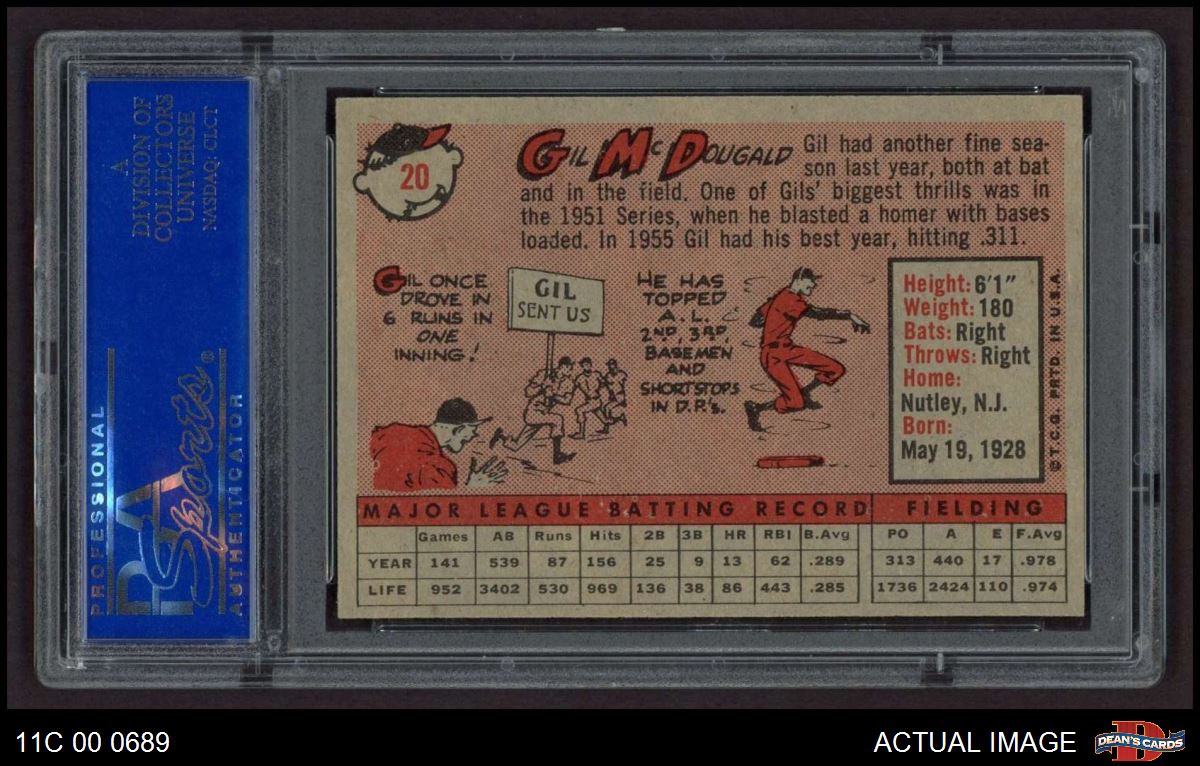 A
DIVISION OF
COLLECTORS
UNIVERSE
NASDAQ: CLCT
PROFESSIONAL
PSA
Sports®
AUTHENTICATOR
20
GIL McDOUGALD
Gil had another fine sea-
son last year, both at bat
and in the field. One of Gils' biggest thrills was in
the 1951 Series, when he blasted a homer with bases
loaded. In 1955 Gil had his best year, hitting .311.
GIL ONCE
DROVE IN
6 RUNS IN
ONE
INNING!
GIL
SENT US
HE HAS
TOPPED
A.L.
2ND, 3RD,
BASEMEN
AND
SHORTSTOPS
IN D.P.'s.
Height: 6'1"
Weight: 180
Bats: Right
Throws: Right
Home:
Nutley, N.J.
Born:
May 19, 1928
©T.C.G. PRTD. IN U.S.A.
MAJOR LEAGUE BATTING RECORD FIELDING
Games AB Runs Hits 2B 3B HR RBI B.Avg PO A E F.Avg
YEAR 141 539 87 156 25 9 13 62 .289 313 440 17 .978
LIFE 952 3402 530 969 136 38 86 443 .285 1736 2424 110 .974
11C 00 0689
ACTUAL IMAGE
D
DEAN'S CARDS